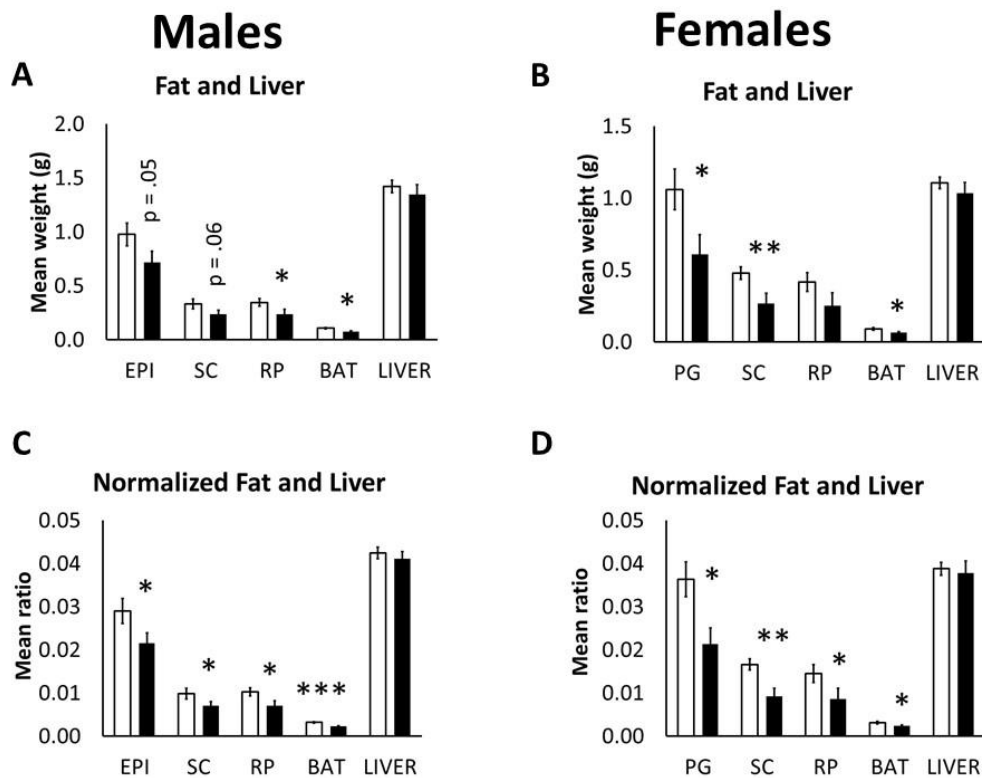 Males
Females
A
Fat and Liver
Mean weight (g)
2.0
1.5
1.0
0.5
0.0
p = .05
p = .06
*
*
EPI SC RP BAT LIVER
B
Fat and Liver
Mean weight (g)
1.5
1.0
0.5
0.0
*
**
*
PG SC RP BAT LIVER
C
Normalized Fat and Liver
Mean ratio
0.05
0.04
0.03
0.02
0.01
0.00
*
*
*
***
EPI SC RP BAT LIVER
D
Normalized Fat and Liver
Mean ratio
0.05
0.04
0.03
0.02
0.01
0.00
*
**
*
*
PG SC RP BAT LIVER